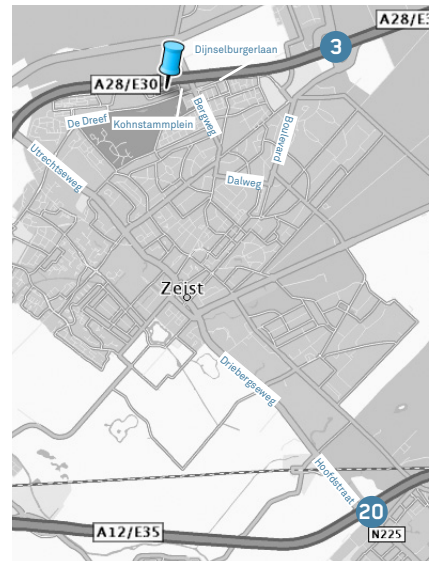 A28/E3
3
Dijnselburgerlaan
A28/E30
De Dreef
Kohnstammplein
Bergweg
Boulevard
Utrechtseweg
Dalweg
Zeist
Driebergseweg
Hoofdstraat
20
A12/E35
N225